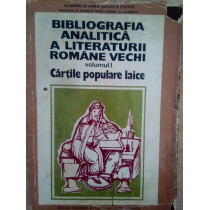 BIBLIOGRAFIA
ANALITICĂ
A LITERATURII
ROMÂNE VECHI
volumul I
Cărțile populare laice